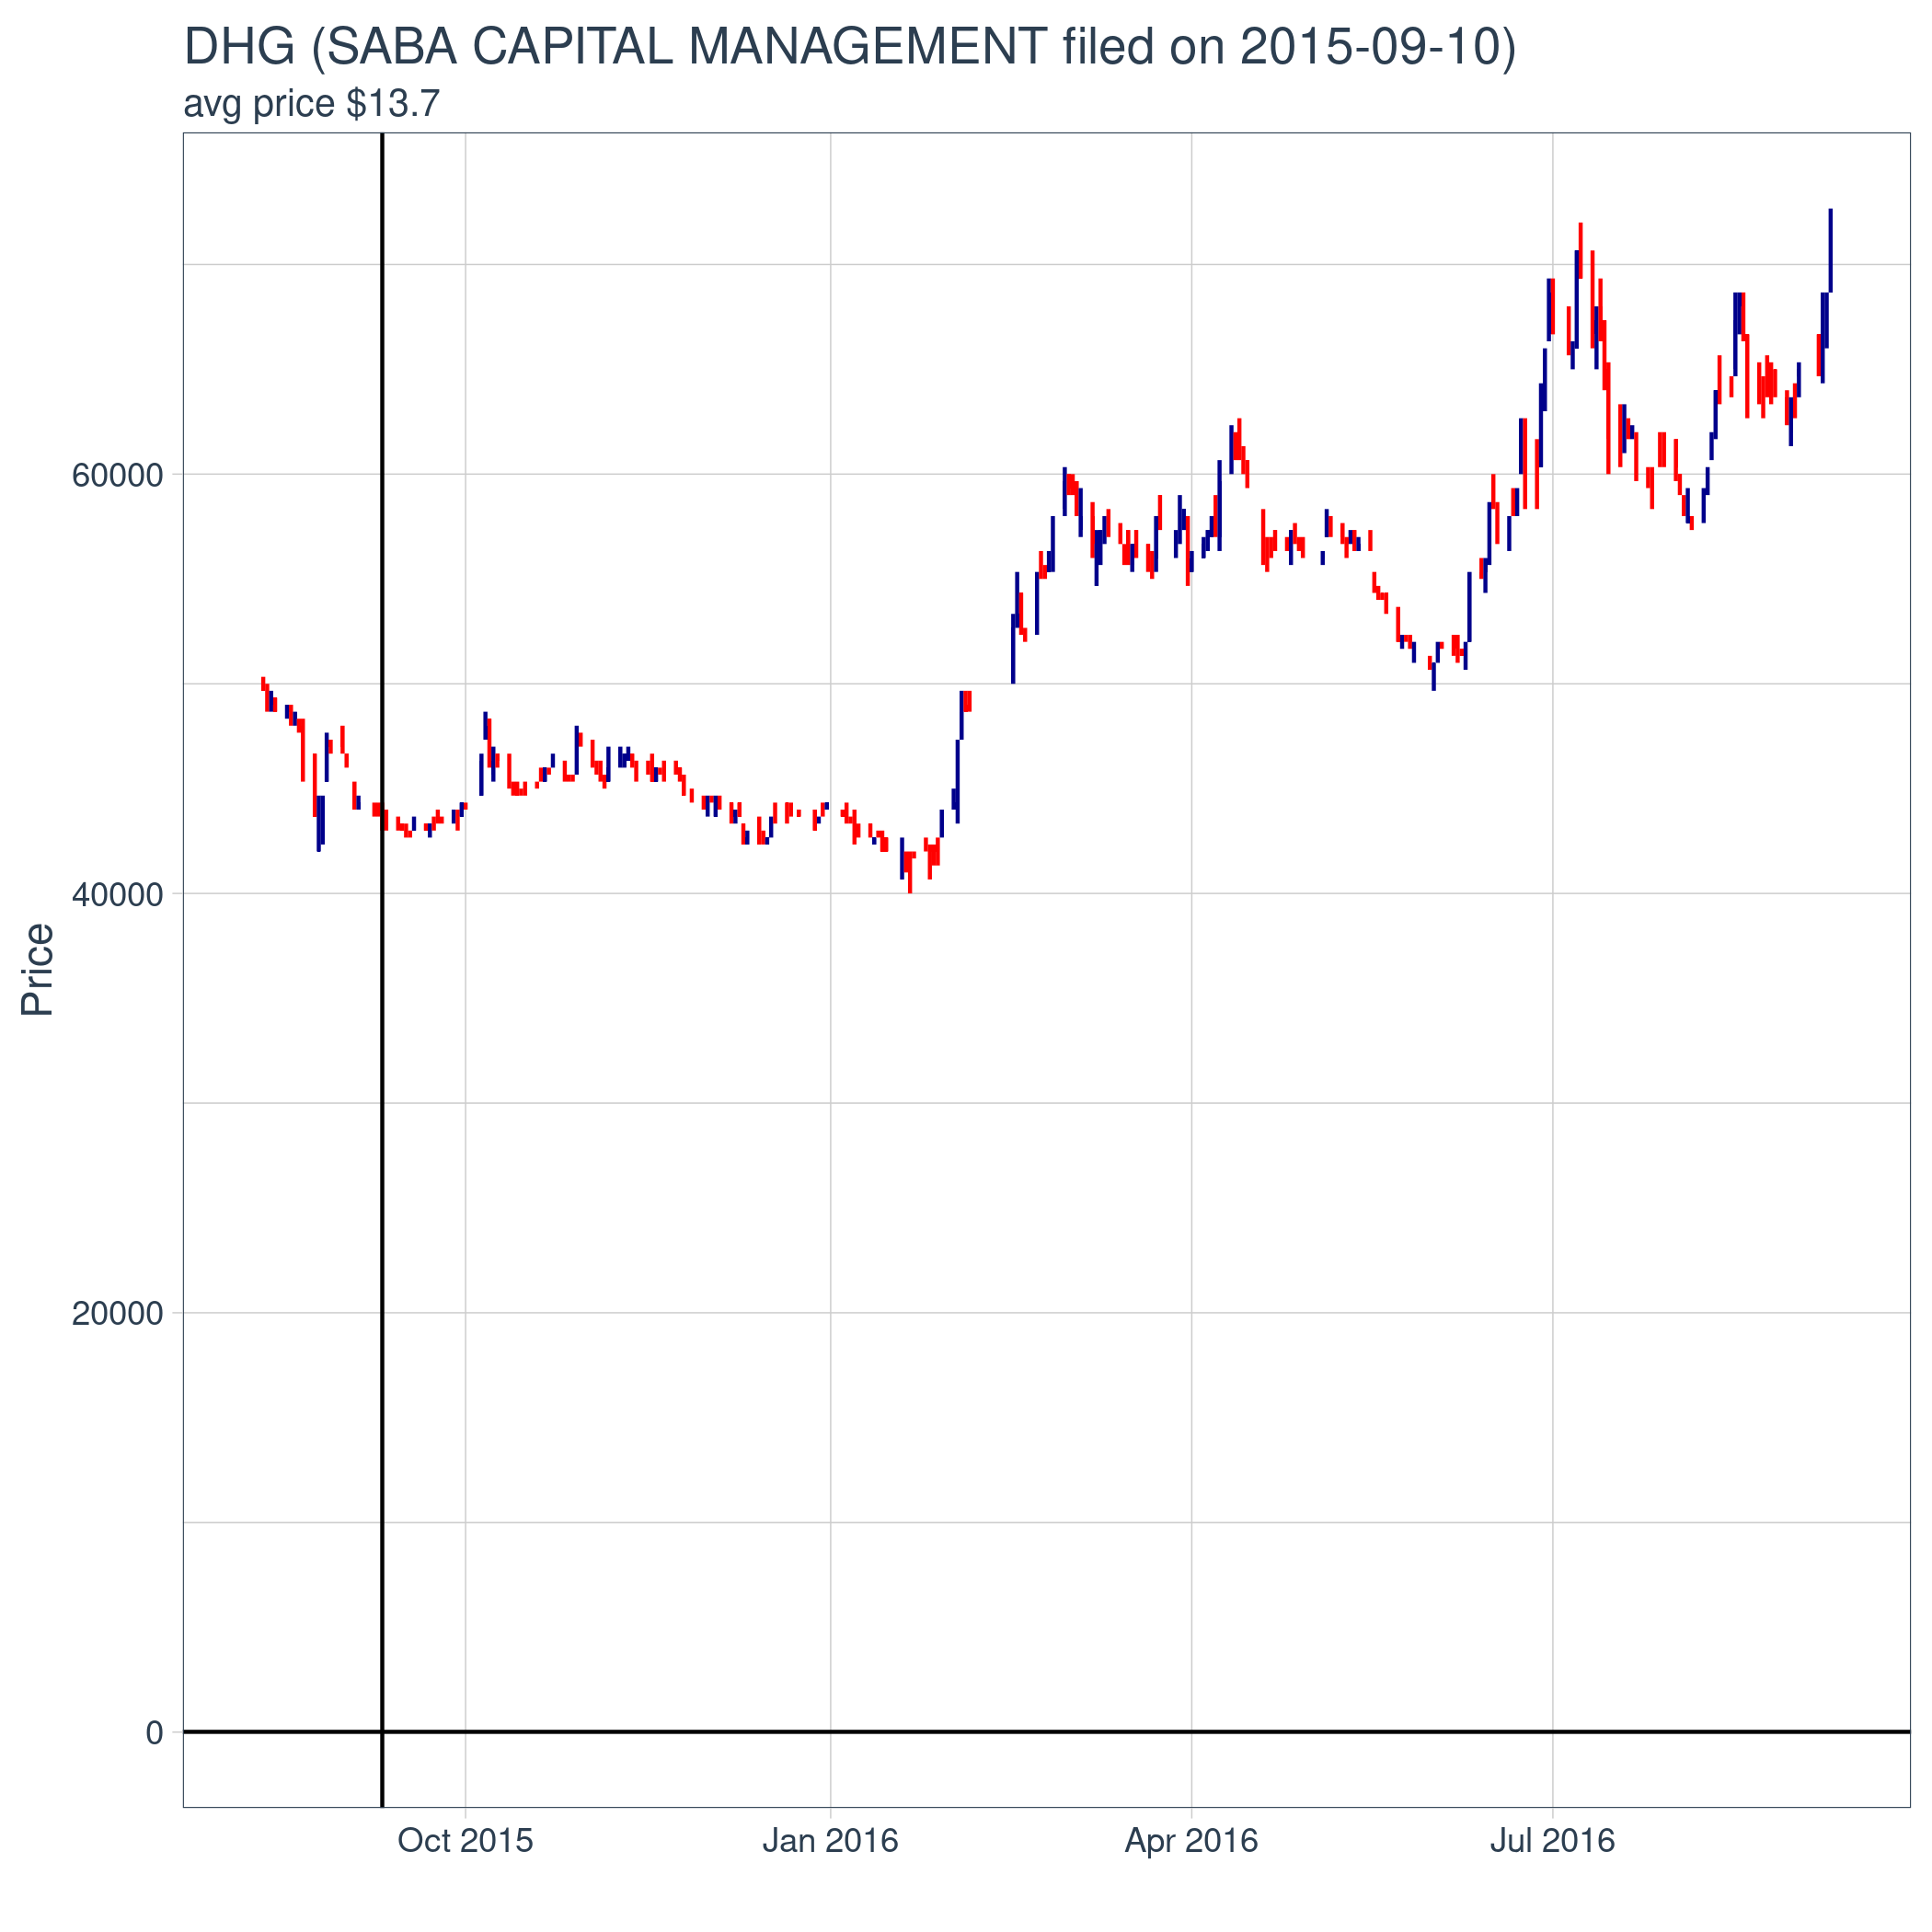 DHG (SABA CAPITAL MANAGEMENT filed on 2015-09-10)
avg price $13.7
Price
60000
40000
20000
0
Oct 2015 Jan 2016 Apr 2016 Jul 2016